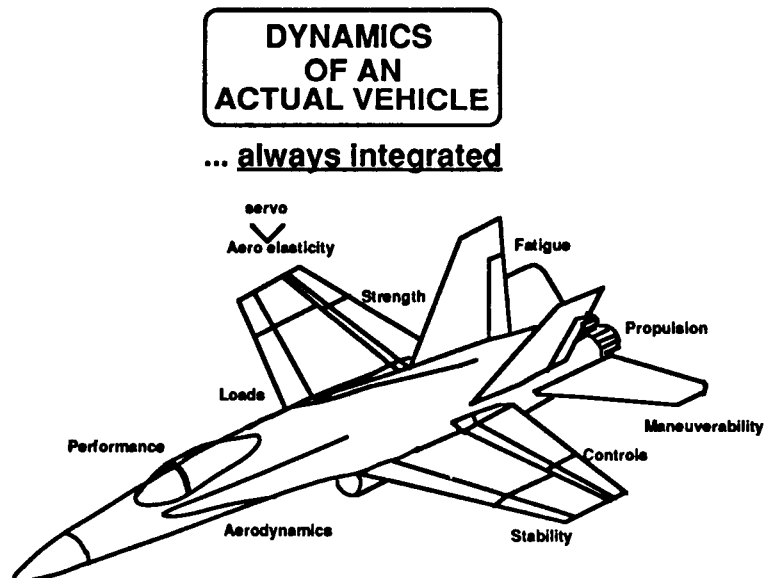 DYNAMICS
OF AN
ACTUAL VEHICLE
... always integrated
servo
Aero elasticity
Fatigue
Strength
Propulsion
Loads
Maneuverability
Performance
Controls
Aerodynamics
Stability